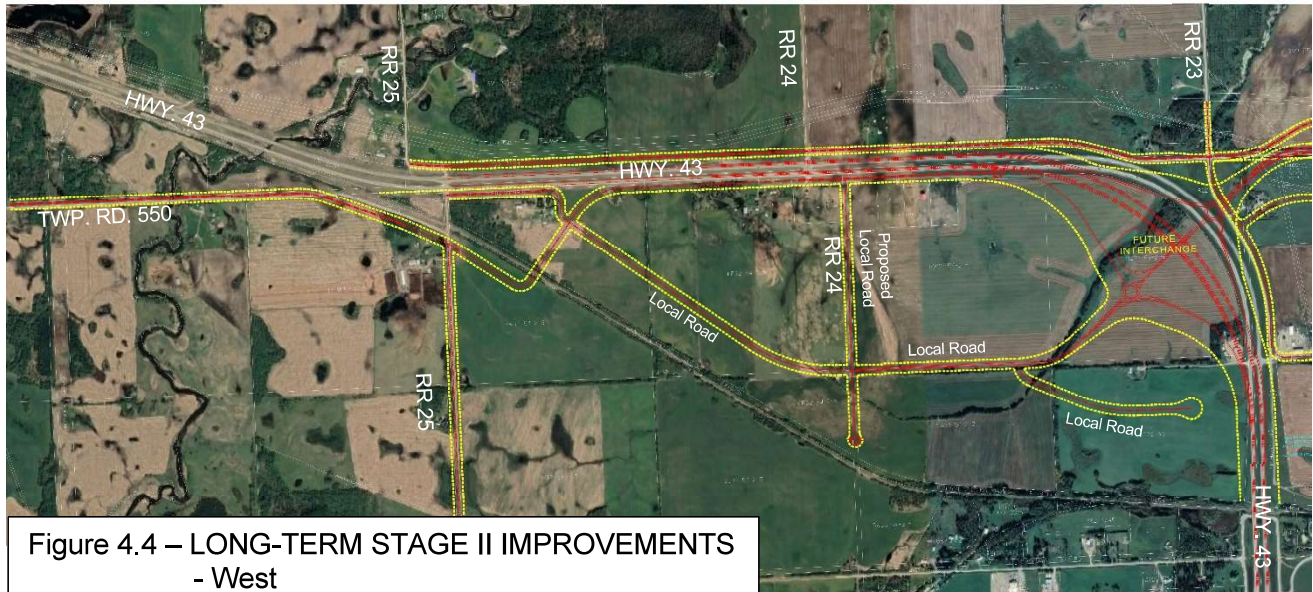 RR 25
RR 24
RR 23
HWY. 43
HWY. 43
TWP. RD. 550
FUTURE
INTERCHANGE
Proposed
Local Road
RR 24
Local Road
Local Road
RR 25
Local Road
HWY. 43
Figure 4.4 – LONG-TERM STAGE II IMPROVEMENTS
- West